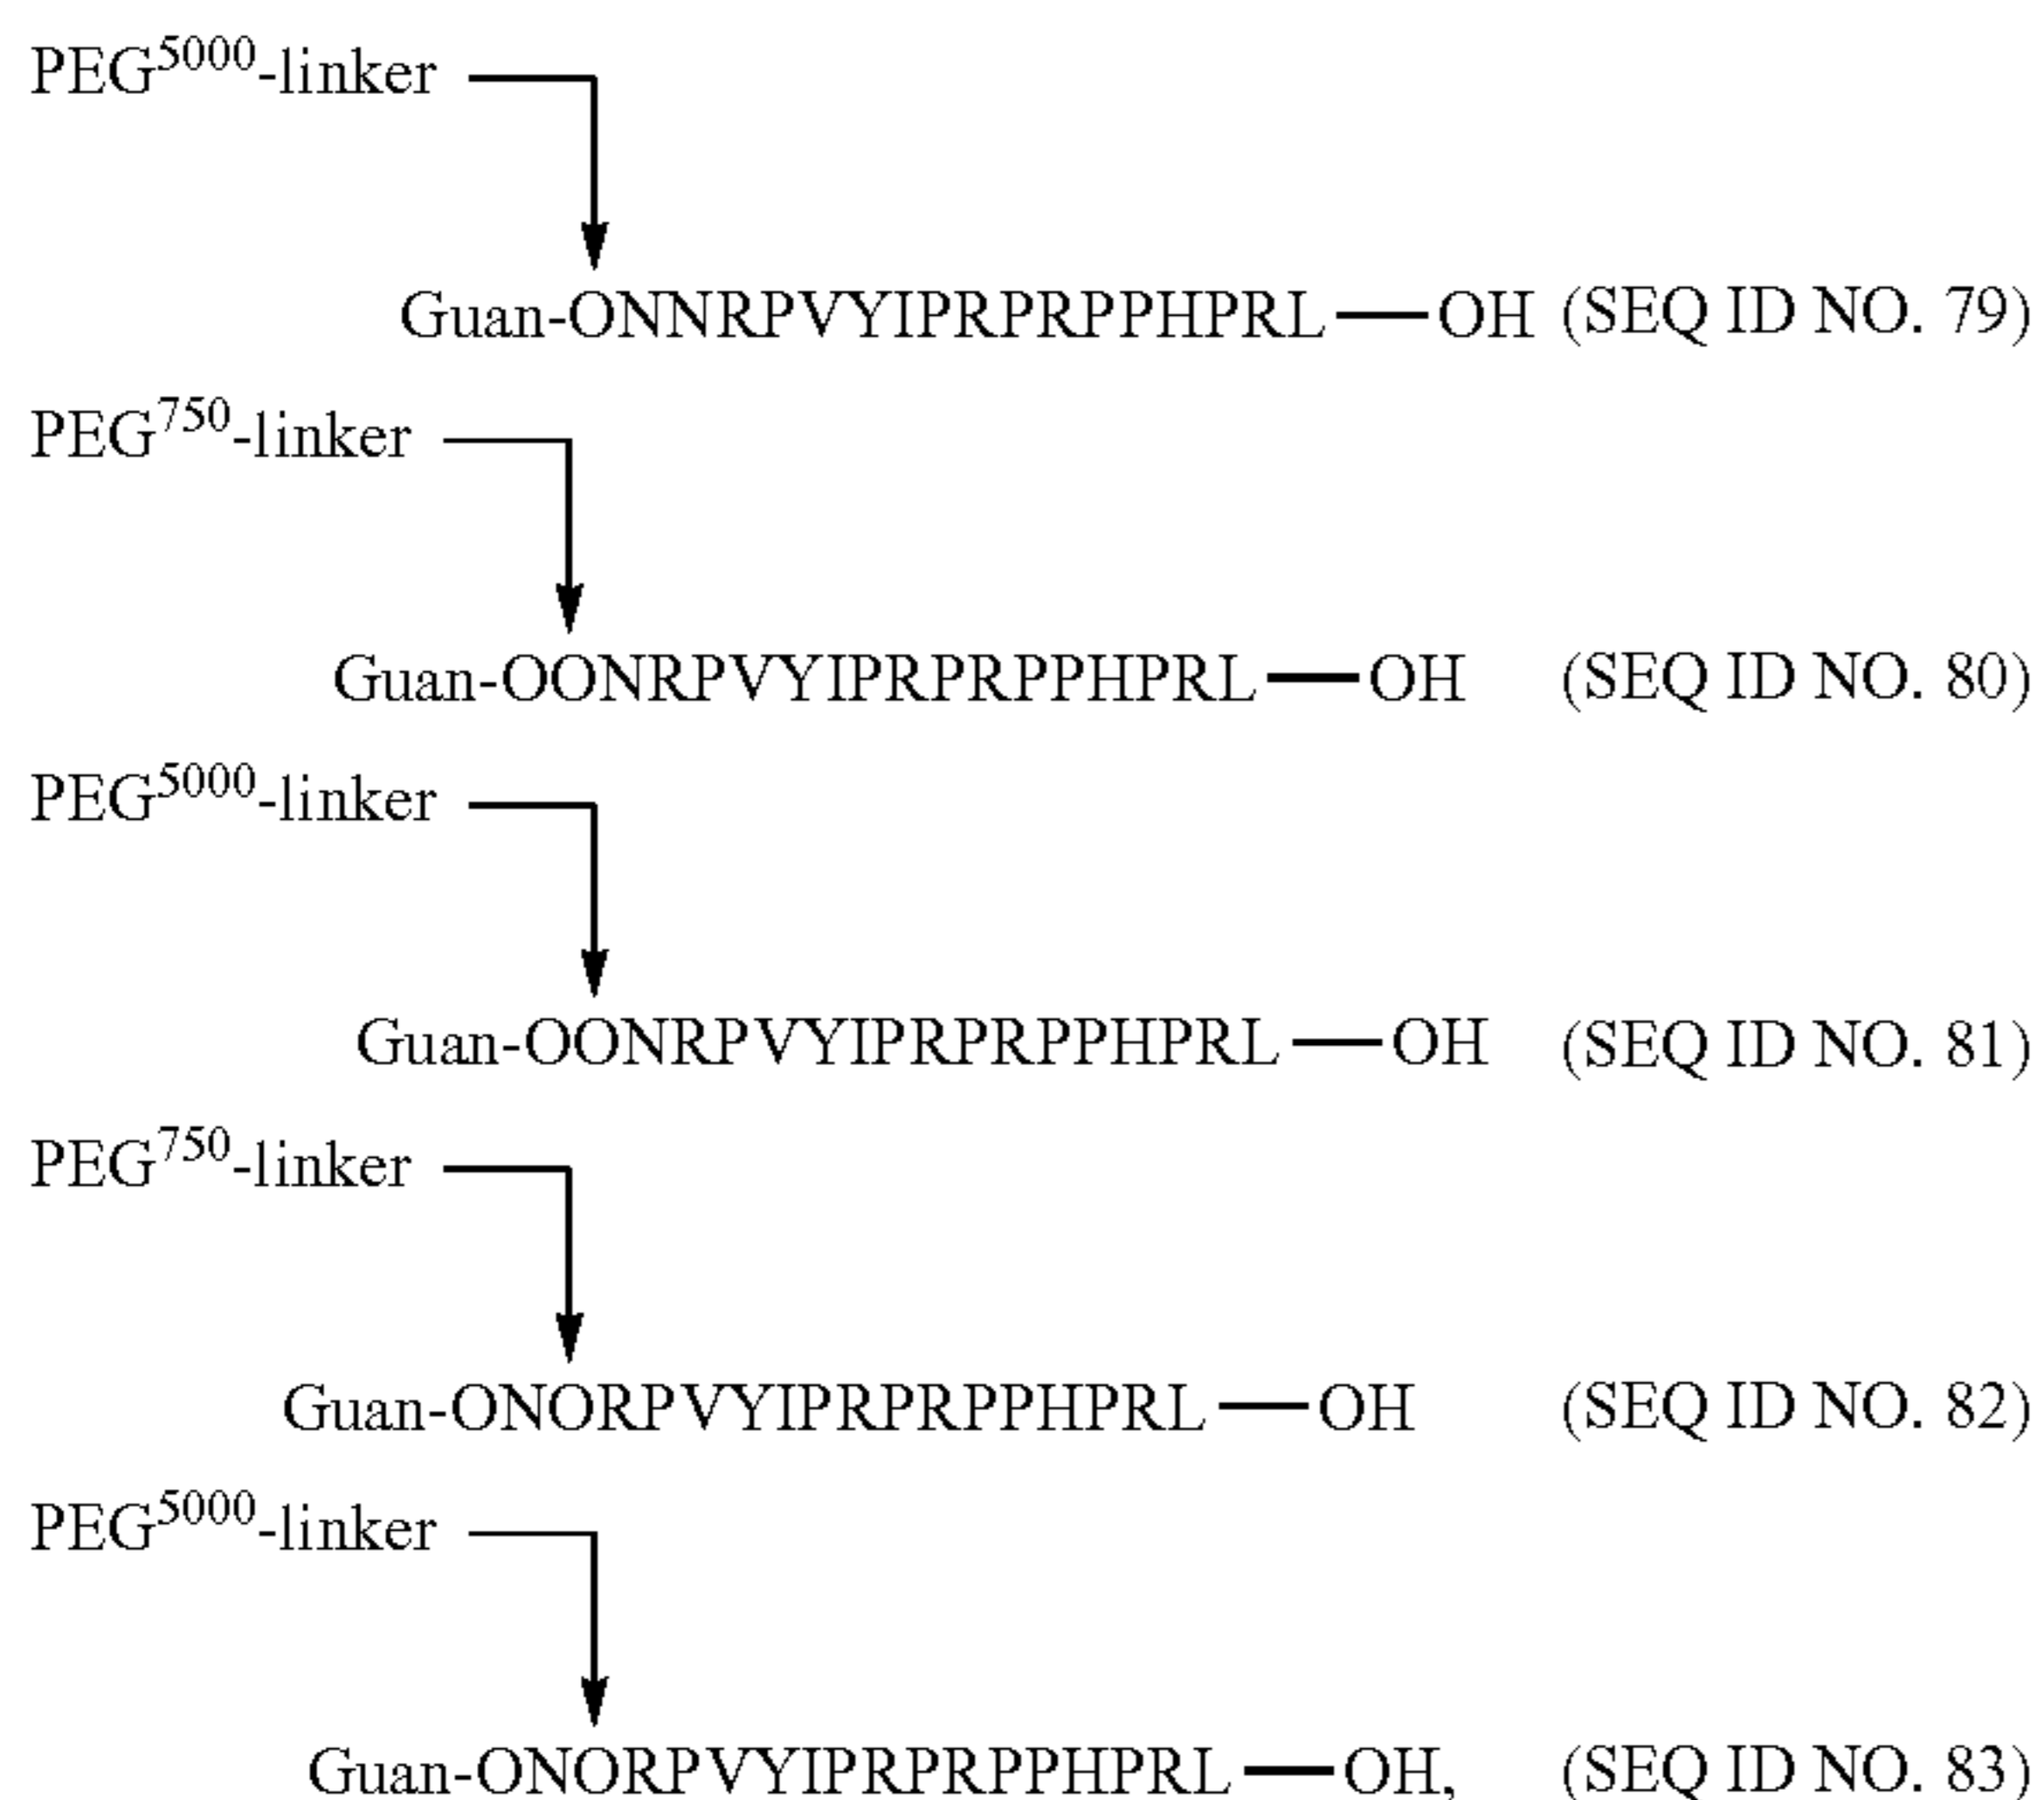 PEG5000-linker
Guan-ONNRPVYIPRPRPPHPRL — OH (SEQ ID NO. 79)
PEG750-linker
Guan-OONRPVYIPRPRPPHPRL — OH (SEQ ID NO. 80)
PEG5000-linker
Guan-OONRPVYIPRPRPPHPRL — OH (SEQ ID NO. 81)
PEG750-linker
Guan-ONORPVYIPRPRPPHPRL — OH (SEQ ID NO. 82)
PEG5000-linker
Guan-ONORPVYIPRPRPPHPRL — OH, (SEQ ID NO. 83)